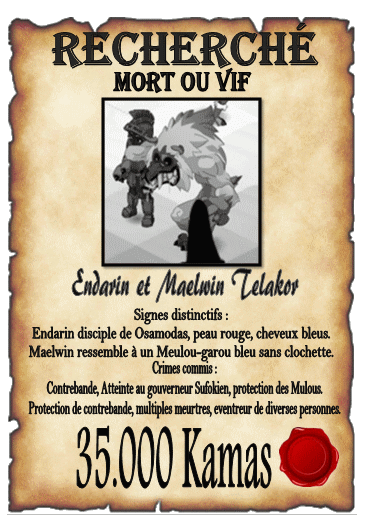 RECHERCHÉ
MORT OU VIF
Endarin et Maelwin Telakor
Signes distinctifs :
Endarin disciple de Osamodas, peau rouge, cheveux bleus.
Maelwin ressemble à un Meulou-garou bleu sans clochette.
Crimes commis :
Contrebande, Atteinte au gouverneur Sufokien, protection des Mulous.
Protection de contrebande, multiples meurtres, eventreur de diverses personnes.
35.000 Kamas